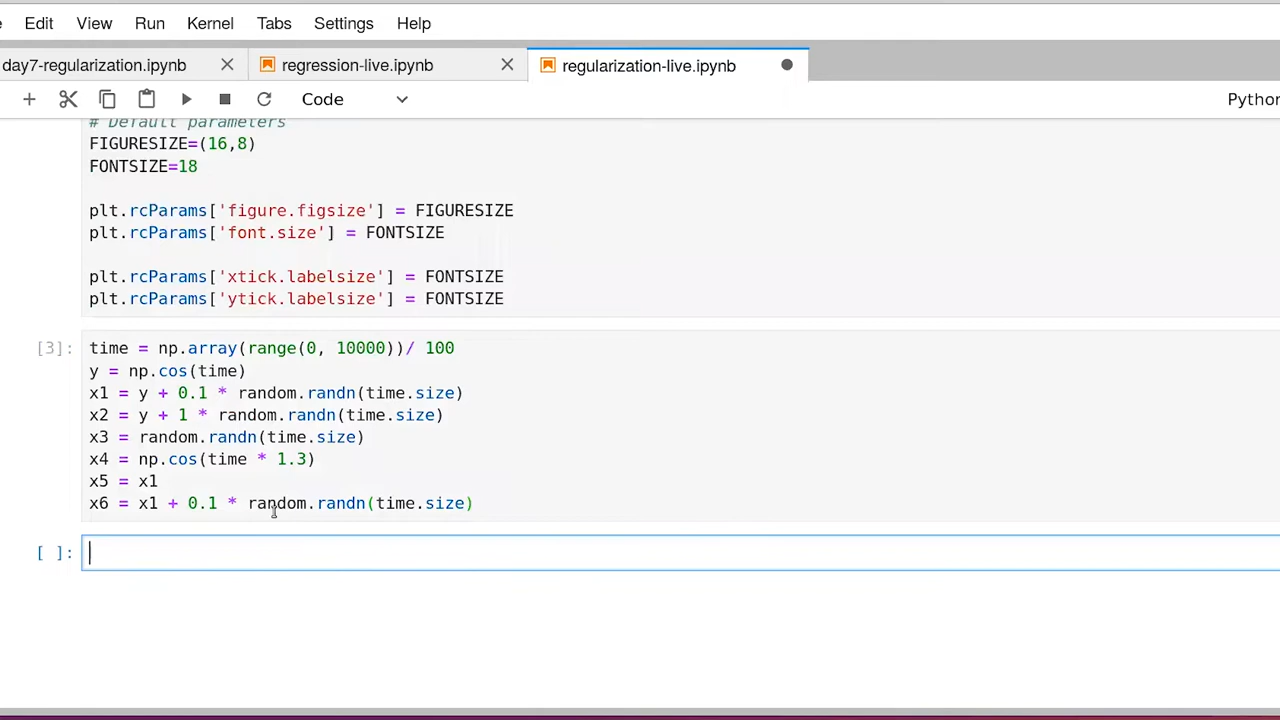 Edit View Run Kernel Tabs Settings Help
day7-regularization.ipynb regression-live.ipynb regularization-live.ipynb
Code Python
# Default parameters
FIGURESIZE=(16,8)
FONTSIZE=18
plt.rcParams['figure.figsize'] = FIGURESIZE
plt.rcParams['font.size'] = FONTSIZE
plt.rcParams['xtick.labelsize'] = FONTSIZE
plt.rcParams['ytick.labelsize'] = FONTSIZE
[3]: time = np.array(range(0, 10000))/ 100
y = np.cos(time)
x1 = y + 0.1 * random.randn(time.size)
x2 = y + 1 * random.randn(time.size)
x3 = random.randn(time.size)
x4 = np.cos(time * 1.3)
x5 = x1
x6 = x1 + 0.1 * random.randn(time.size)
[ ]: